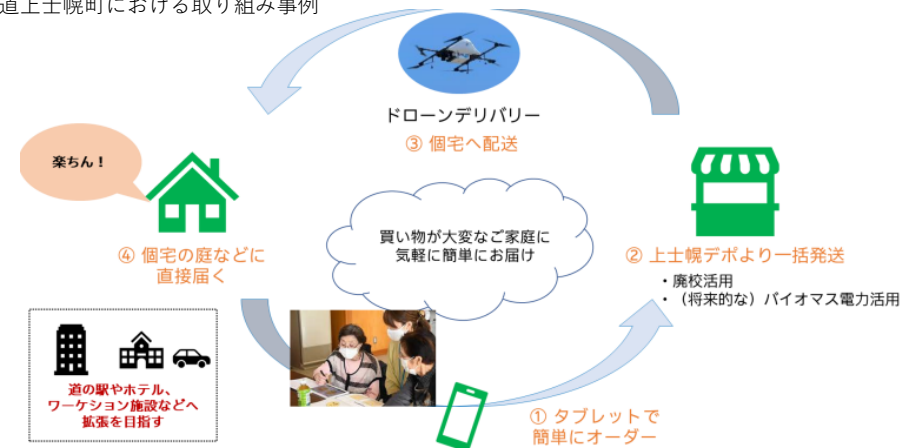 道上士幌町における取り組み事例
ドローンデリバリー
③ 個宅へ配送
楽ちん！
買い物が大変なご家庭に
気軽に簡単にお届け
④ 個宅の庭などに
直接届く
② 上士幌デポより一括発送
・廃校活用
・（将来的な）バイオマス電力活用
道の駅やホテル、
ワーケーション施設などへ
拡張を目指す
① タブレットで
簡単にオーダー